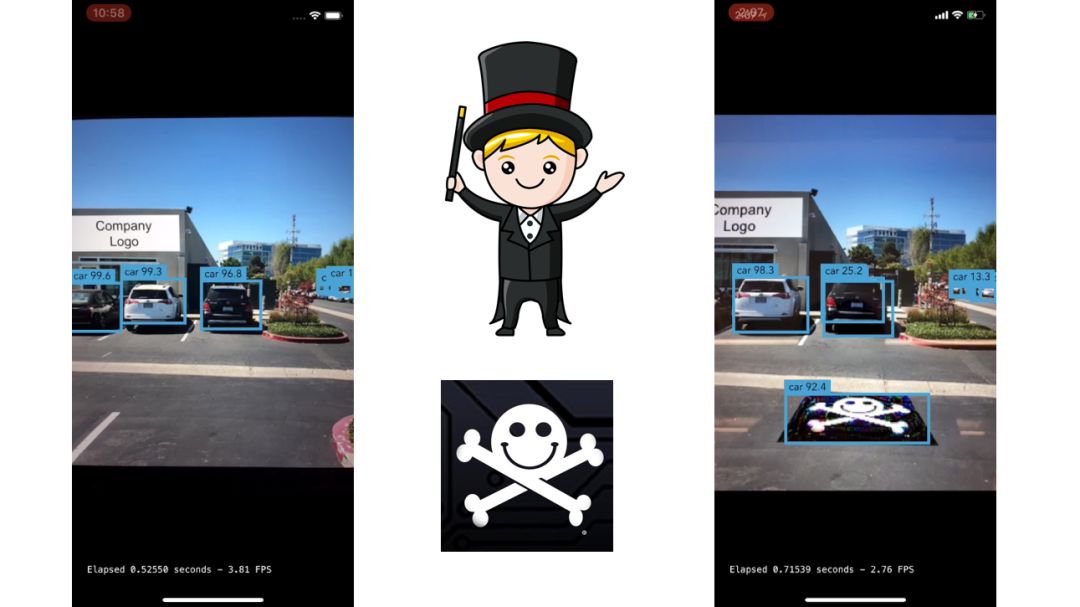 10:58
Company
Logo
car 99.6
car 99.3
car 96.8
car 1
Elapsed 0.52550 seconds – 3.81 FPS
Company
Logo
car 98.3
car 25.2
car 13.3
car 92.4
Elapsed 0.71539 seconds – 2.76 FPS